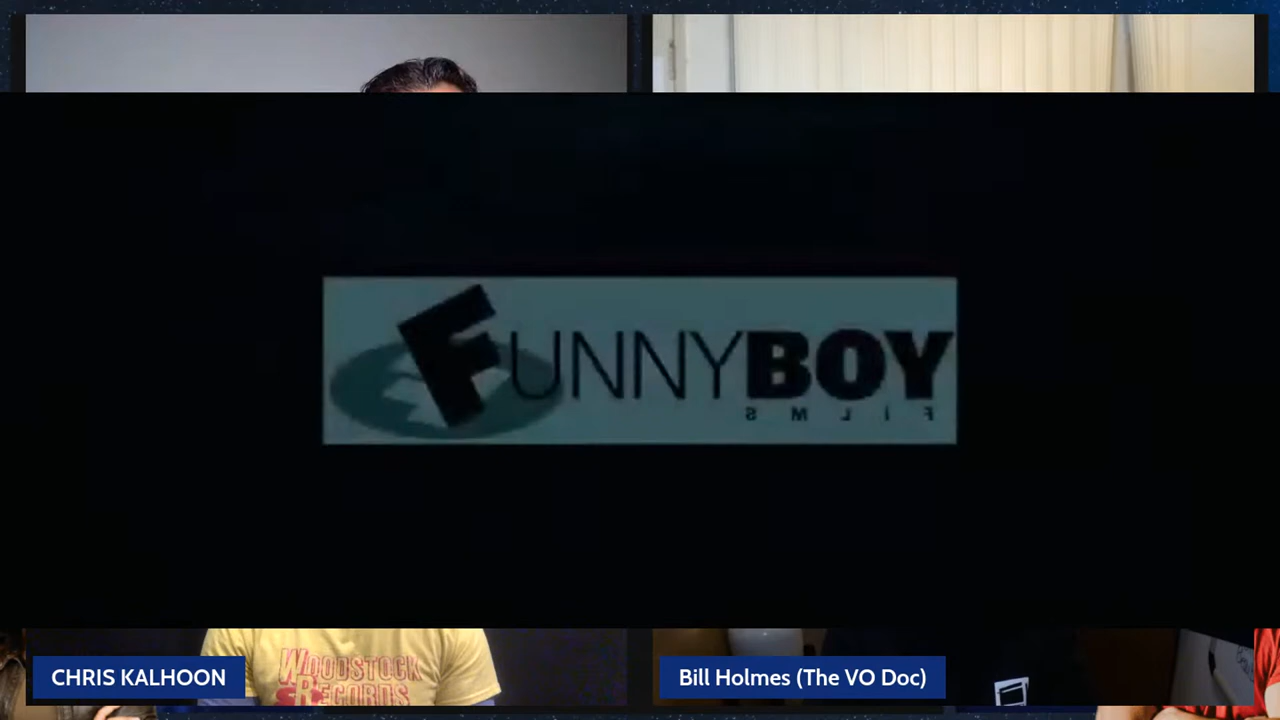 FUNNYBOY
FILMS
CHRIS KALHOON
WOODSTOCK
RECORDS
Bill Holmes (The VO Doc)